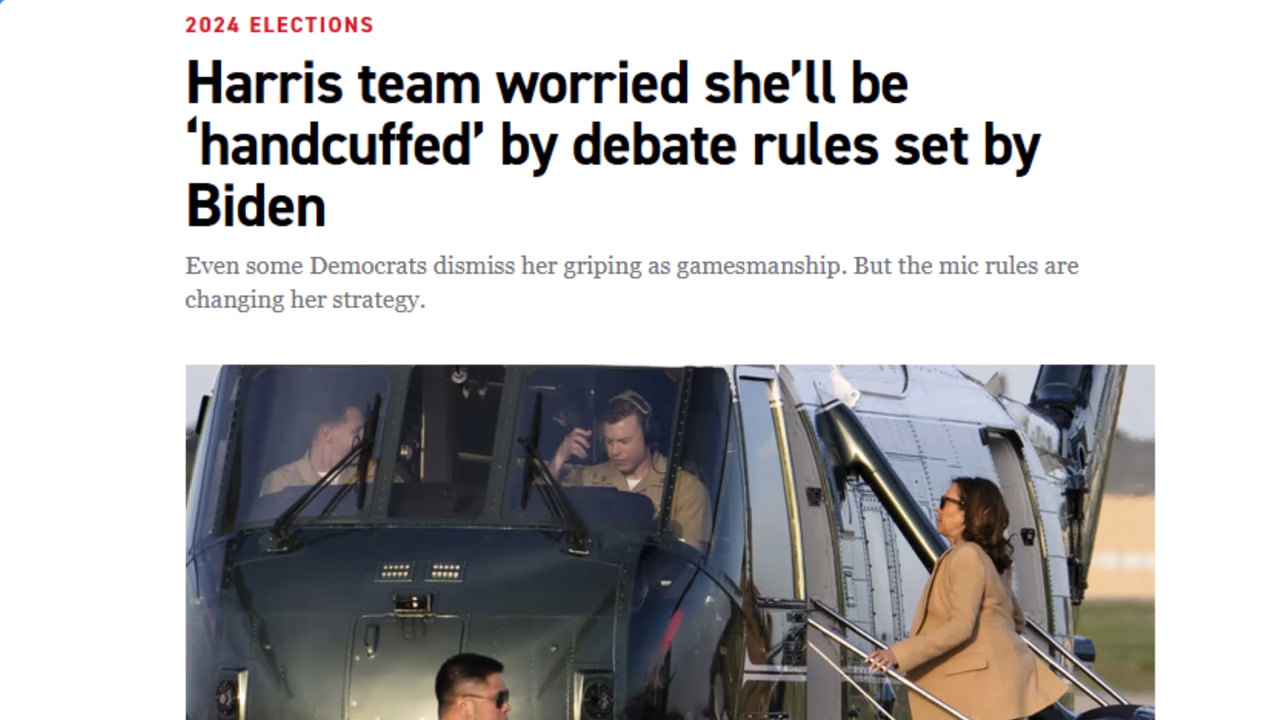 2024 ELECTIONS
Harris team worried she’ll be
‘handcuffed’ by debate rules set by
Biden
Even some Democrats dismiss her griping as gamesmanship. But the mic rules are
changing her strategy.